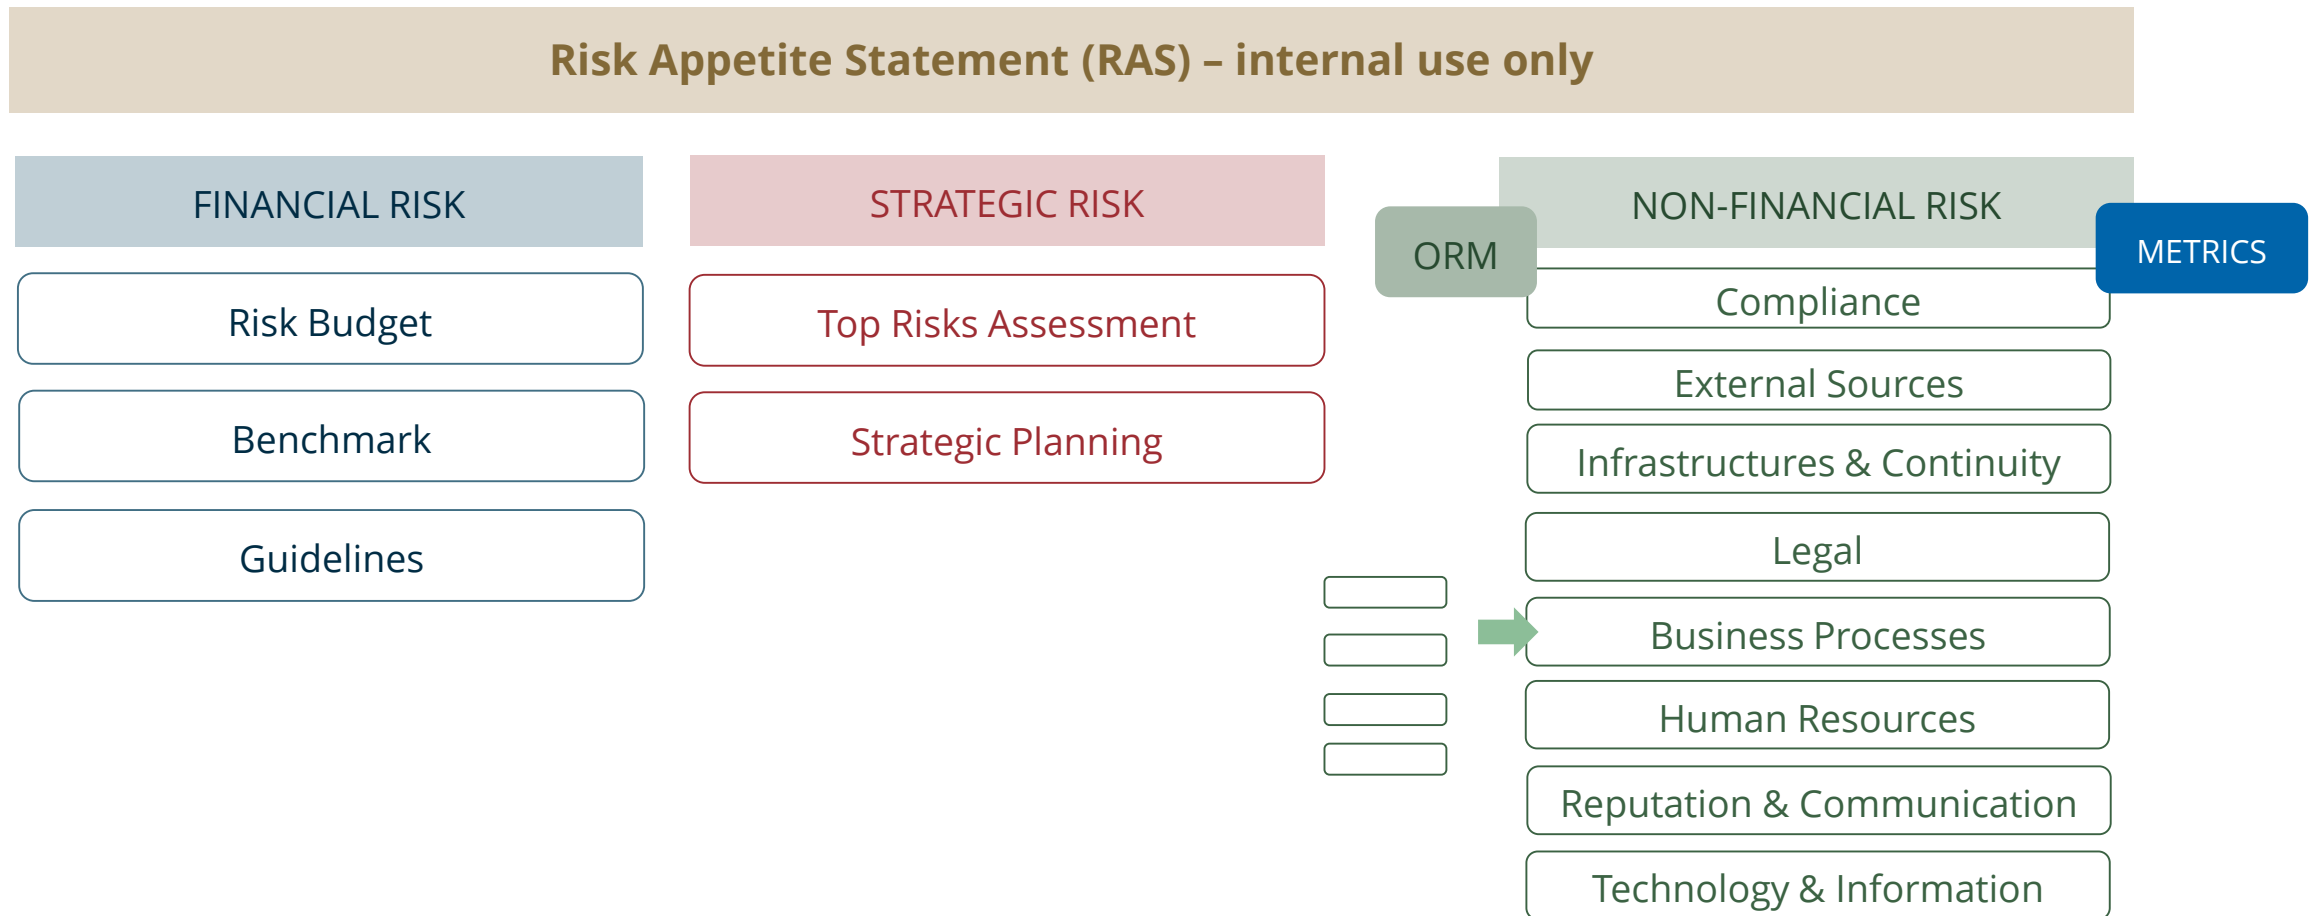 Risk Appetite Statement (RAS) – internal use only
FINANCIAL RISK
Risk Budget
Benchmark
Guidelines
STRATEGIC RISK
Top Risks Assessment
Strategic Planning
NON-FINANCIAL RISK
ORM
METRICS
Compliance
External Sources
Infrastructures & Continuity
Legal
Business Processes
Human Resources
Reputation & Communication
Technology & Information